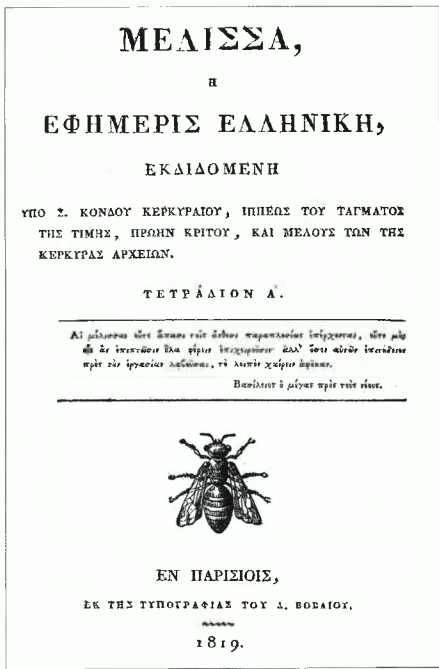 ΜΕΛΙΣΣΑ,
Η
ΕΦΗΜΕΡΙΣ ΕΛΛΗΝΙΚΗ,
ΕΚΔΙΔΟΜΕΝΗ
ΥΠΟ Σ. ΚΟΝΔΟΥ ΚΕΡΚΥΡΑΙΟΥ, ΙΠΠΕΩΣ ΤΟΥ ΤΑΓΜΑΤΟΣ
ΤΗΣ ΤΙΜΗΣ, ΠΡΩΗΝ ΚΡΙΤΟΥ, ΚΑΙ ΜΕΛΟΥΣ ΤΩΝ ΤΗΣ
ΚΕΡΚΥΡΑΣ ΑΡΧΕΙΩΝ.
ΤΕΤΡΑΔΙΟΝ Α.
Αἱ μέλισσαι οὔτε ἅπασι τοῖς ἄνθεσι παραπλησίως ἐπέρχονται, οὔτε μὴν
οἷς ἂν ἐπιπτῶσιν ὅλα φέρειν ἐπιχειροῦσιν· ἀλλ' ὅσον αὐτῶν ἐπιτήδειον
πρὸς τὴν ἐργασίαν λαβοῦσαι, τὸ λοιπὸν χαίρειν ἀφῆκαν.
Βασίλειος ὁ μέγας πρὸς τοὺς νέους.
ΕΝ ΠΑΡΙΣΙΟΙΣ,
ΕΚ ΤΗΣ ΤΥΠΟΓΡΑΦΙΑΣ ΤΟΥ Δ. ΒΟΒΑΙΟΥ.
1819.